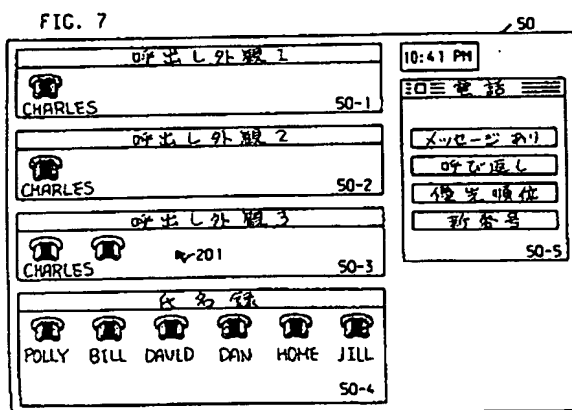 FIG. 7
50
呼出し外観1
CHARLES
50-1
呼出し外観2
CHARLES
50-2
呼出し外観3
CHARLES
201
50-3
氏名録
POLLY BILL DAVID DAN HOME JILL
50-4
10:41 PM
電話
メッセージあり
呼び返し
優先順位
新番号
50-5